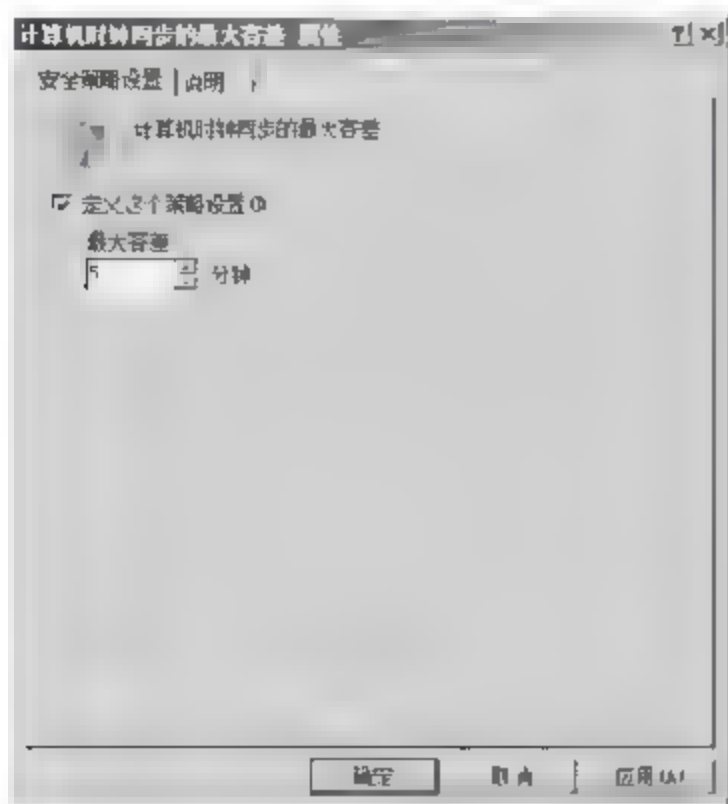 计算机时钟同步的最大容差 属性
安全策略设置 说明
计算机时钟同步的最大容差
定义这个策略设置
最大容差
5 分钟
确定 取消 应用(A)